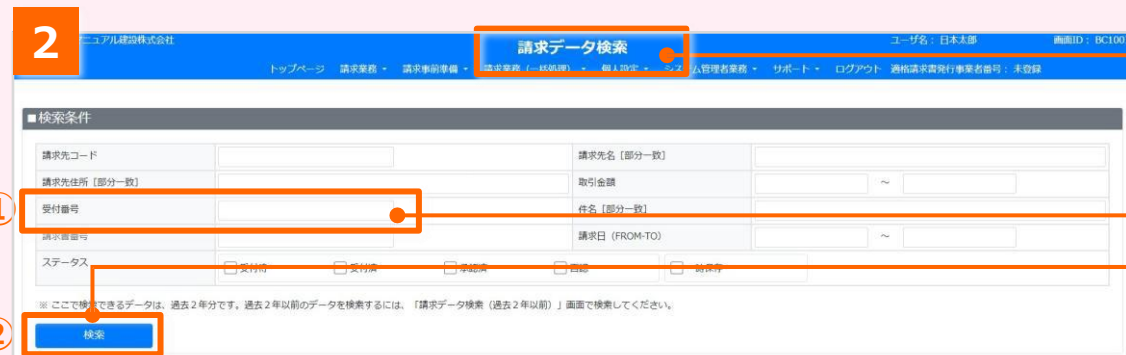 2
ニュアル建設株式会社
請求データ検索
ユーザ名： 日本太郎
画面ID： BC100
トップページ 請求業務 請求事前準備 請求業務（一括処理） 個人設定 システム管理者業務 サポート ログアウト 適格請求書発行事業者番号： 未登録
■検索条件
請求先コード
請求先名［部分一致］
請求先住所［部分一致］
取引金額 ～
① 受付番号
件名［部分一致］
請求書番号
請求日（FROM-TO） ～
ステータス 受付待 受付済 承認済 否認 一時保存
※ ここで検索できるデータは、過去２年分です。過去２年以前のデータを検索するには、「請求データ検索（過去２年以前）」画面で検索してください。
② 検索